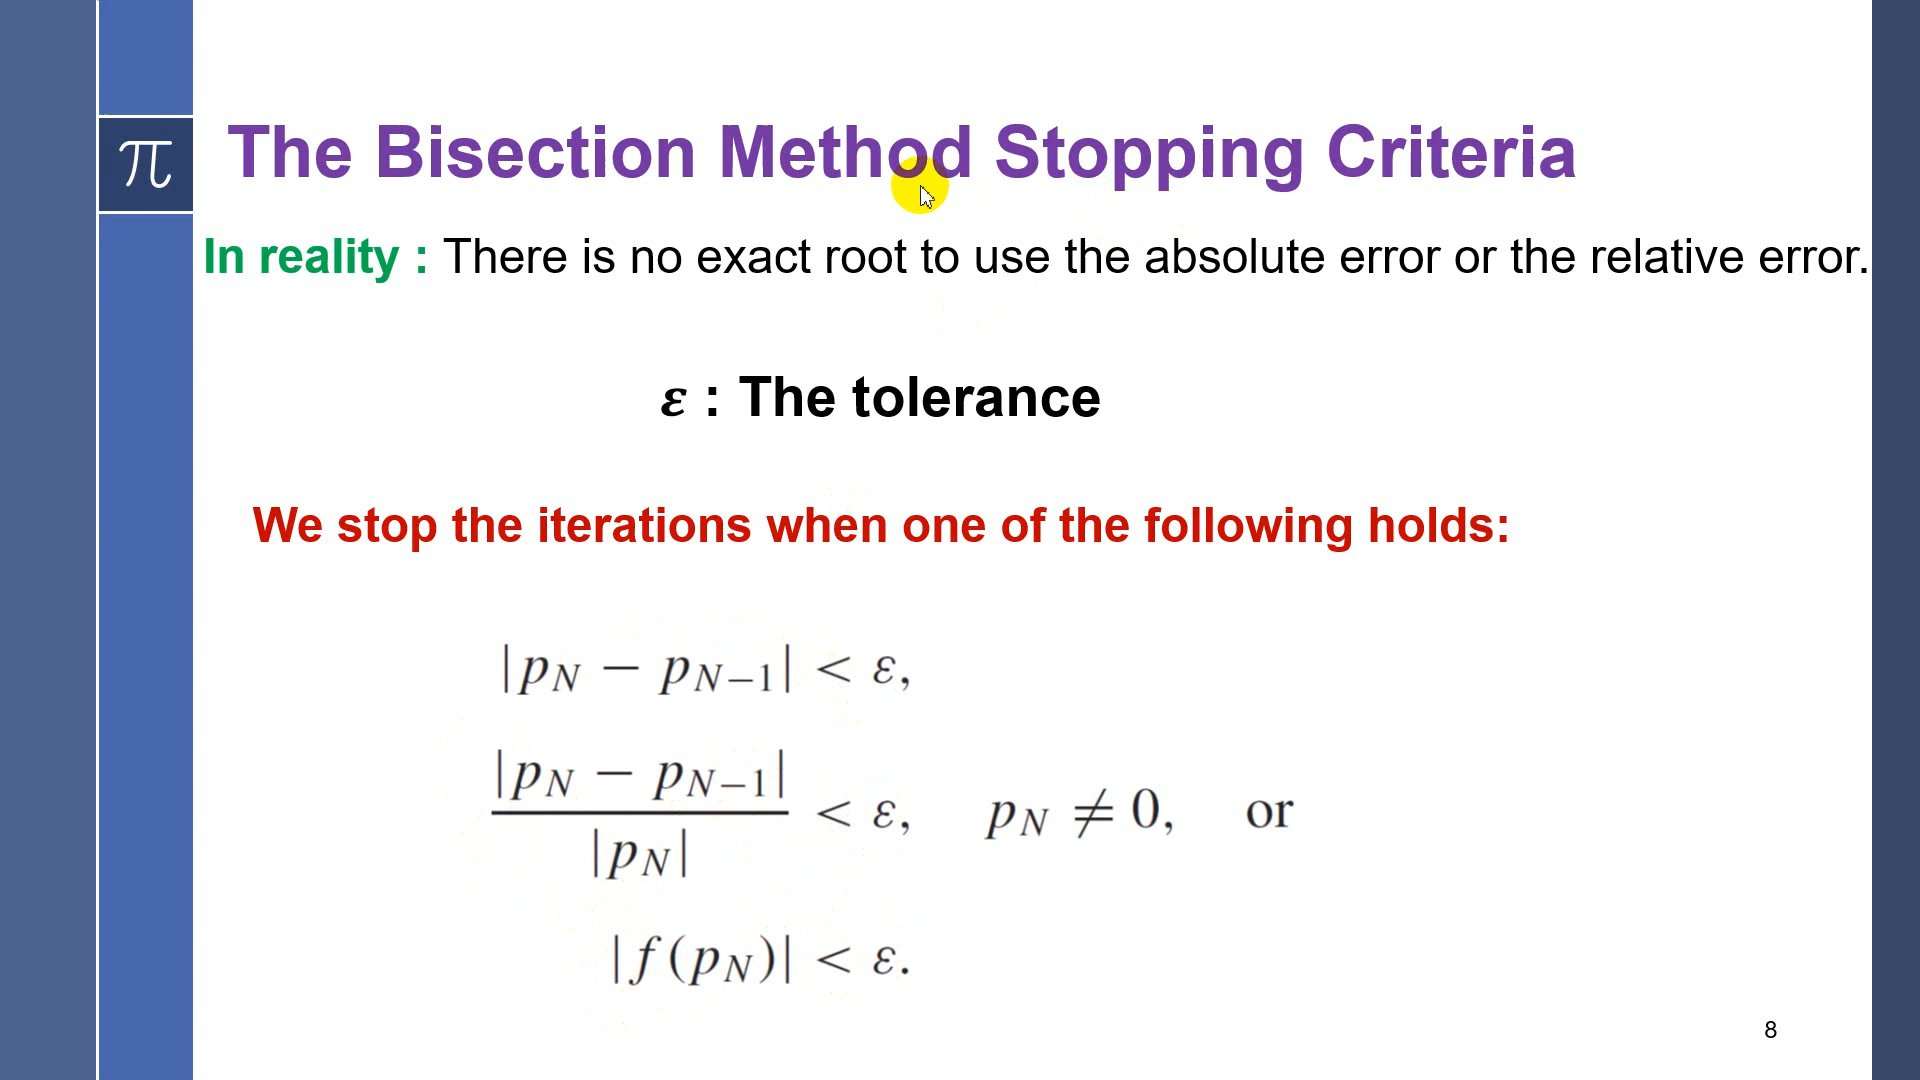 π
The Bisection Method Stopping Criteria
In reality : There is no exact root to use the absolute error or the relative error.
ε : The tolerance
We stop the iterations when one of the following holds:
|p_N − p_{N−1}| < ε,
|p_N − p_{N−1}| / |p_N| < ε, p_N ≠ 0, or
|f(p_N)| < ε.
8